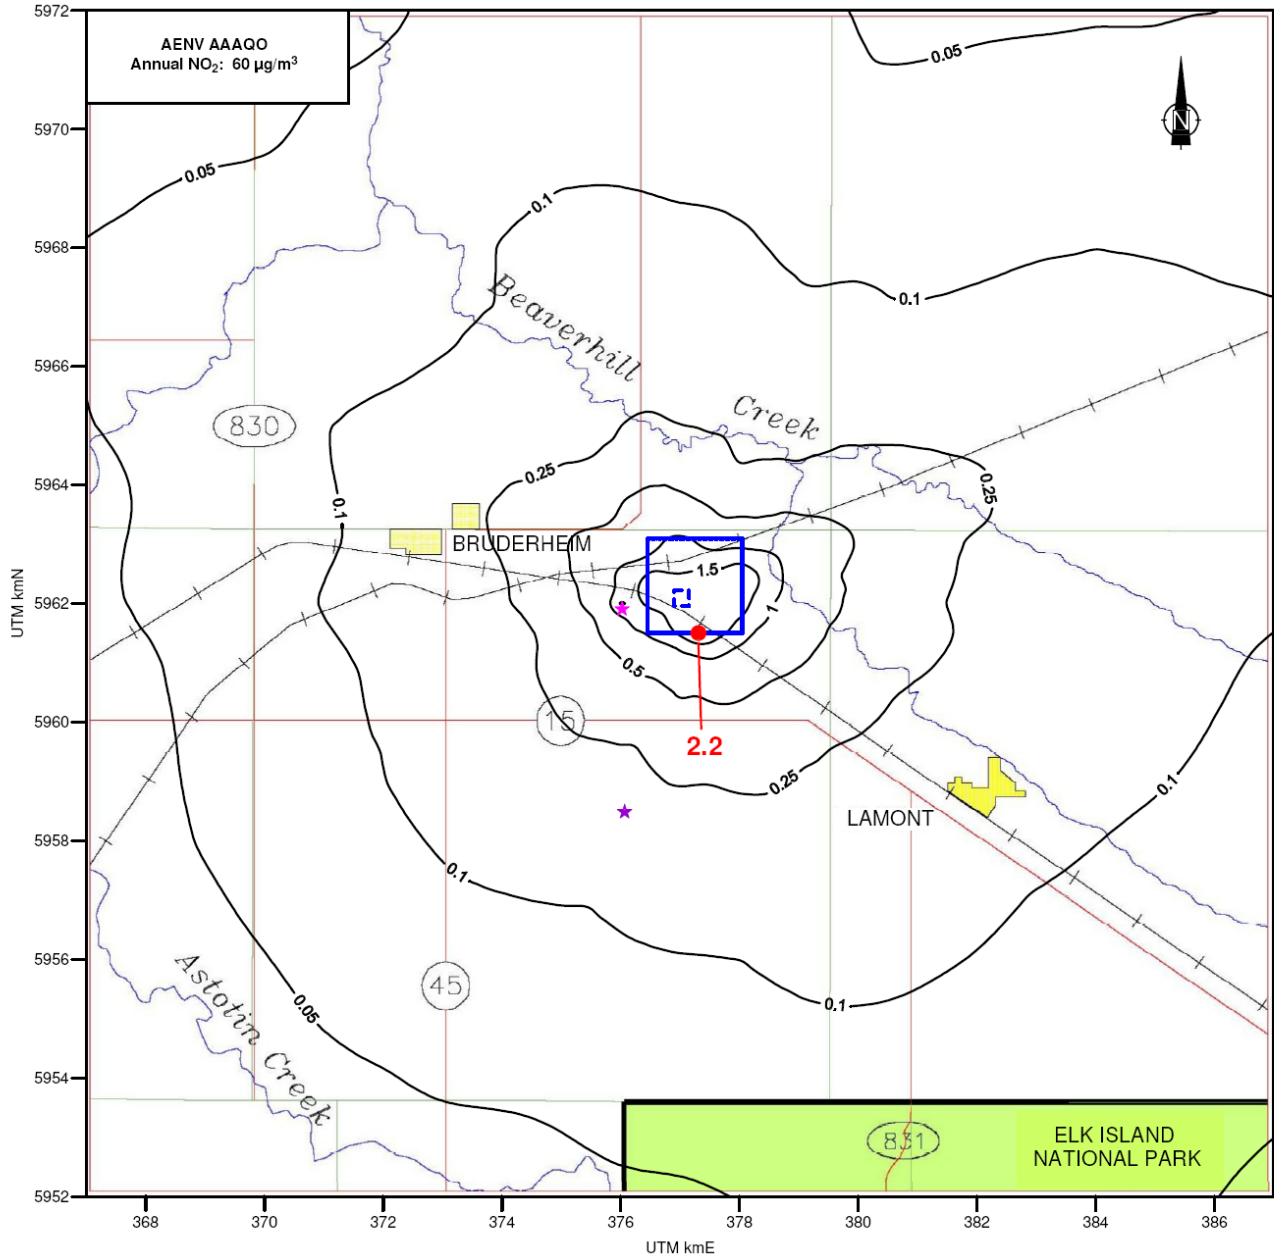 5972
AENV AAAQO
Annual NO₂: 60 µg/m³
0.05
N
5970
0.05
0.1
5968
Beaverhill
0.1
5966
Creek
830
0.25
0.25
5964
0.1
BRUDERHEIM
1.5
5962
1
UTM kmN
0.5
15
5960
2.2
0.25
0.1
LAMONT
5958
0.1
5956
Astotin Creek
45
0.05
0.1
5954
831
ELK ISLAND
NATIONAL PARK
5952
368 370 372 374 376 378 380 382 384 386
UTM kmE